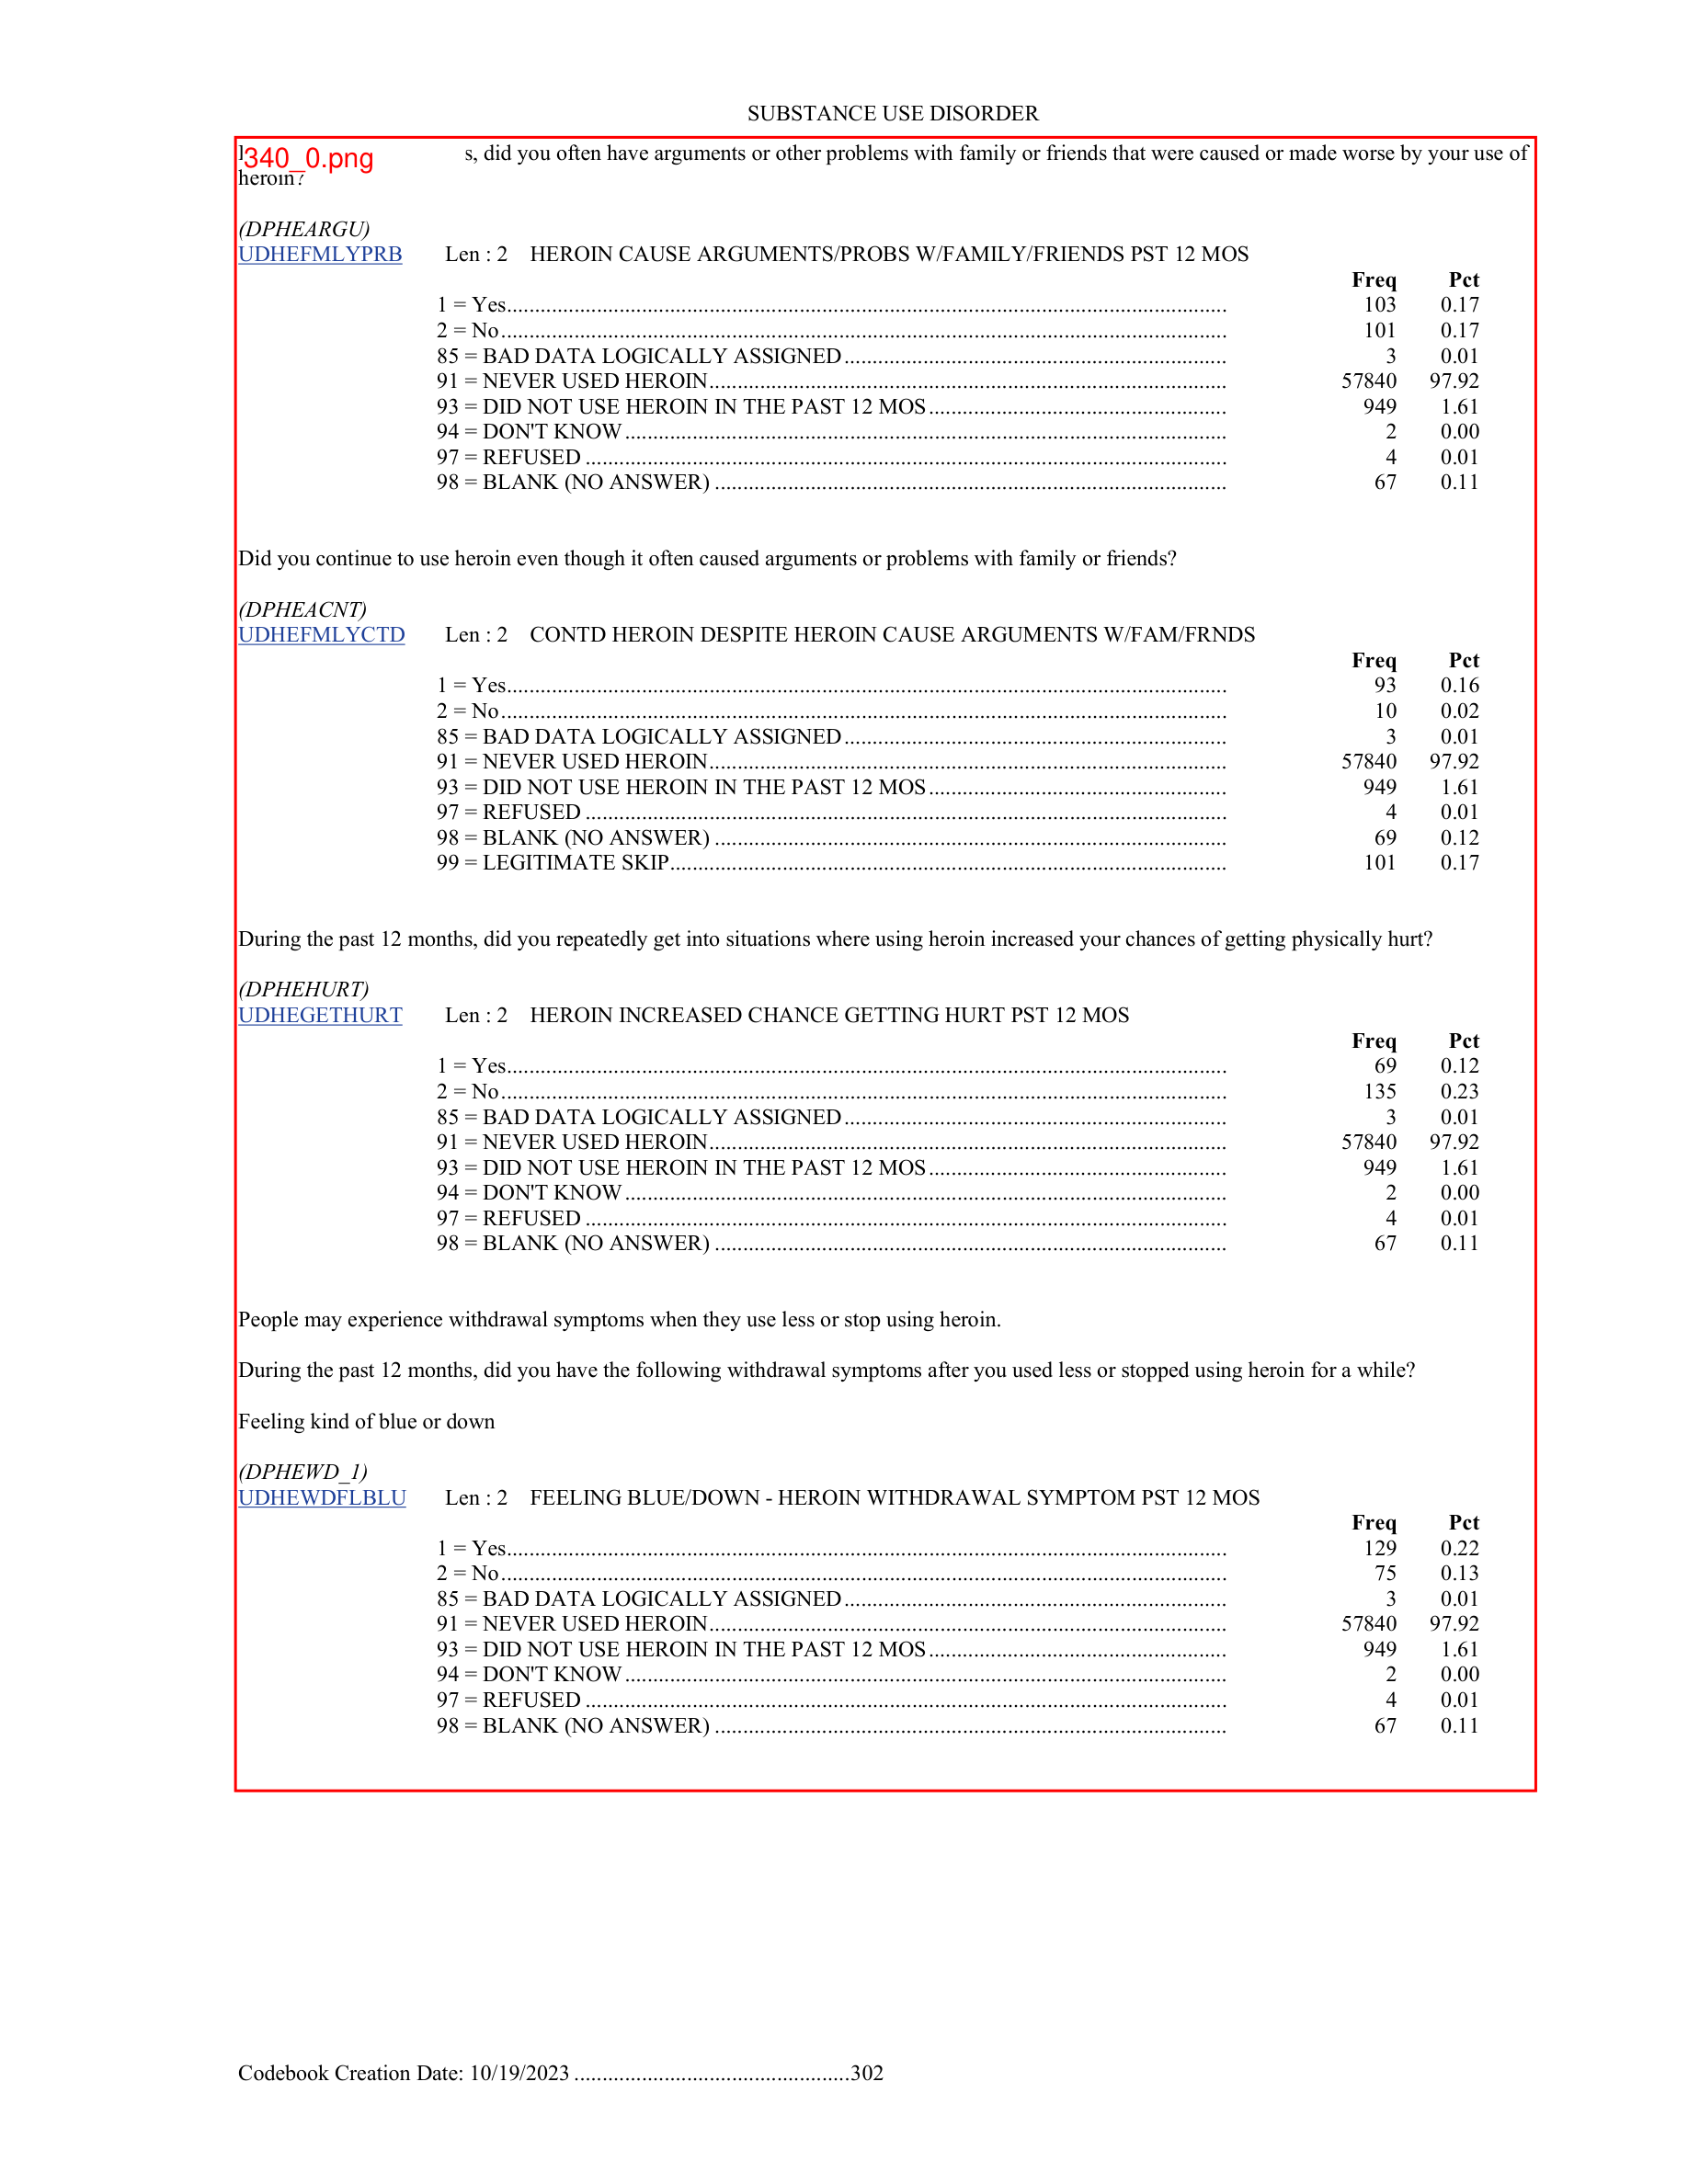 SUBSTANCE USE DISORDER
340_0.png s, did you often have arguments or other problems with family or friends that were caused or made worse by your use of
heroin?
(DPHEARGU)
UDHEFMLYPRB Len : 2 HEROIN CAUSE ARGUMENTS/PROBS W/FAMILY/FRIENDS PST 12 MOS
Freq Pct
1 = Yes 103 0.17
2 = No 101 0.17
85 = BAD DATA LOGICALLY ASSIGNED 3 0.01
91 = NEVER USED HEROIN 57840 97.92
93 = DID NOT USE HEROIN IN THE PAST 12 MOS 949 1.61
94 = DON'T KNOW 2 0.00
97 = REFUSED 4 0.01
98 = BLANK (NO ANSWER) 67 0.11
Did you continue to use heroin even though it often caused arguments or problems with family or friends?
(DPHEACNT)
UDHEFMLYCTD Len : 2 CONTD HEROIN DESPITE HEROIN CAUSE ARGUMENTS W/FAM/FRNDS
Freq Pct
1 = Yes 93 0.16
2 = No 10 0.02
85 = BAD DATA LOGICALLY ASSIGNED 3 0.01
91 = NEVER USED HEROIN 57840 97.92
93 = DID NOT USE HEROIN IN THE PAST 12 MOS 949 1.61
97 = REFUSED 4 0.01
98 = BLANK (NO ANSWER) 69 0.12
99 = LEGITIMATE SKIP 101 0.17
During the past 12 months, did you repeatedly get into situations where using heroin increased your chances of getting physically hurt?
(DPHEHURT)
UDHEGETHURT Len : 2 HEROIN INCREASED CHANCE GETTING HURT PST 12 MOS
Freq Pct
1 = Yes 69 0.12
2 = No 135 0.23
85 = BAD DATA LOGICALLY ASSIGNED 3 0.01
91 = NEVER USED HEROIN 57840 97.92
93 = DID NOT USE HEROIN IN THE PAST 12 MOS 949 1.61
94 = DON'T KNOW 2 0.00
97 = REFUSED 4 0.01
98 = BLANK (NO ANSWER) 67 0.11
People may experience withdrawal symptoms when they use less or stop using heroin.
During the past 12 months, did you have the following withdrawal symptoms after you used less or stopped using heroin for a while?
Feeling kind of blue or down
(DPHEWD_1)
UDHEWDFLBLU Len : 2 FEELING BLUE/DOWN - HEROIN WITHDRAWAL SYMPTOM PST 12 MOS
Freq Pct
1 = Yes 129 0.22
2 = No 75 0.13
85 = BAD DATA LOGICALLY ASSIGNED 3 0.01
91 = NEVER USED HEROIN 57840 97.92
93 = DID NOT USE HEROIN IN THE PAST 12 MOS 949 1.61
94 = DON'T KNOW 2 0.00
97 = REFUSED 4 0.01
98 = BLANK (NO ANSWER) 67 0.11
Codebook Creation Date: 10/19/2023 302